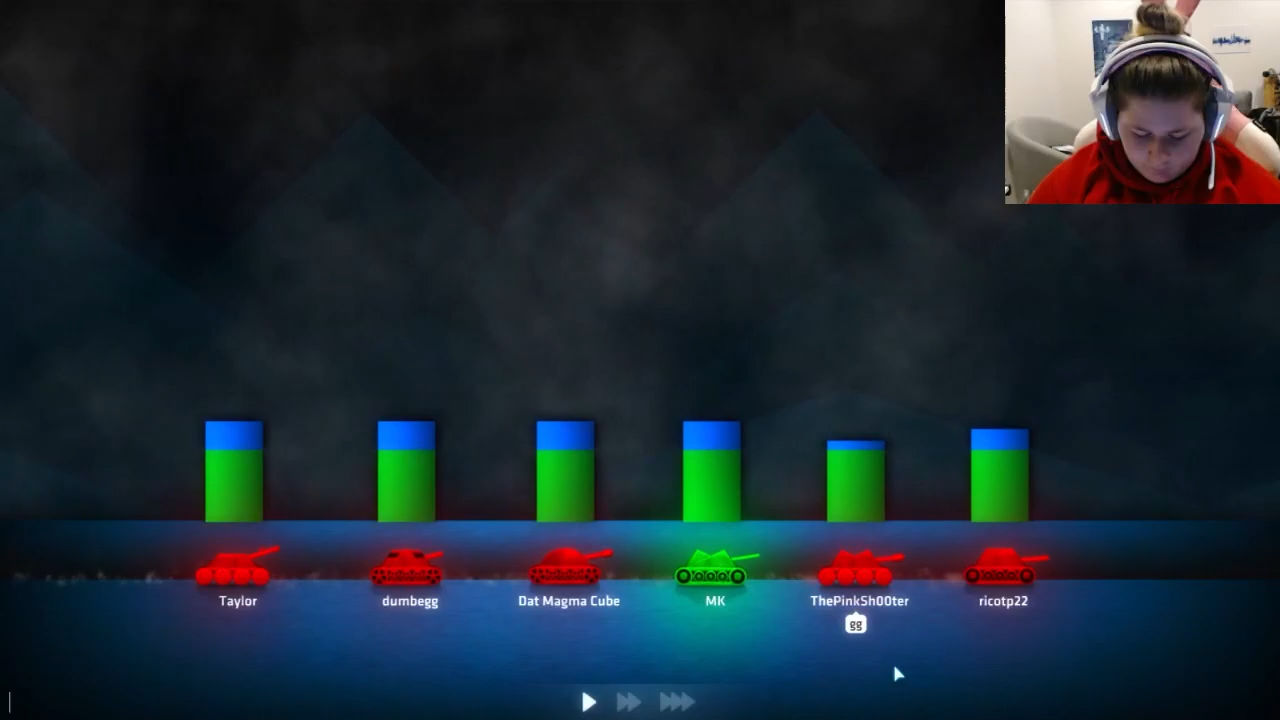 Taylor
dumbegg
Dat Magma Cube
MK
ThePinkSh00ter
ricotp22
gg